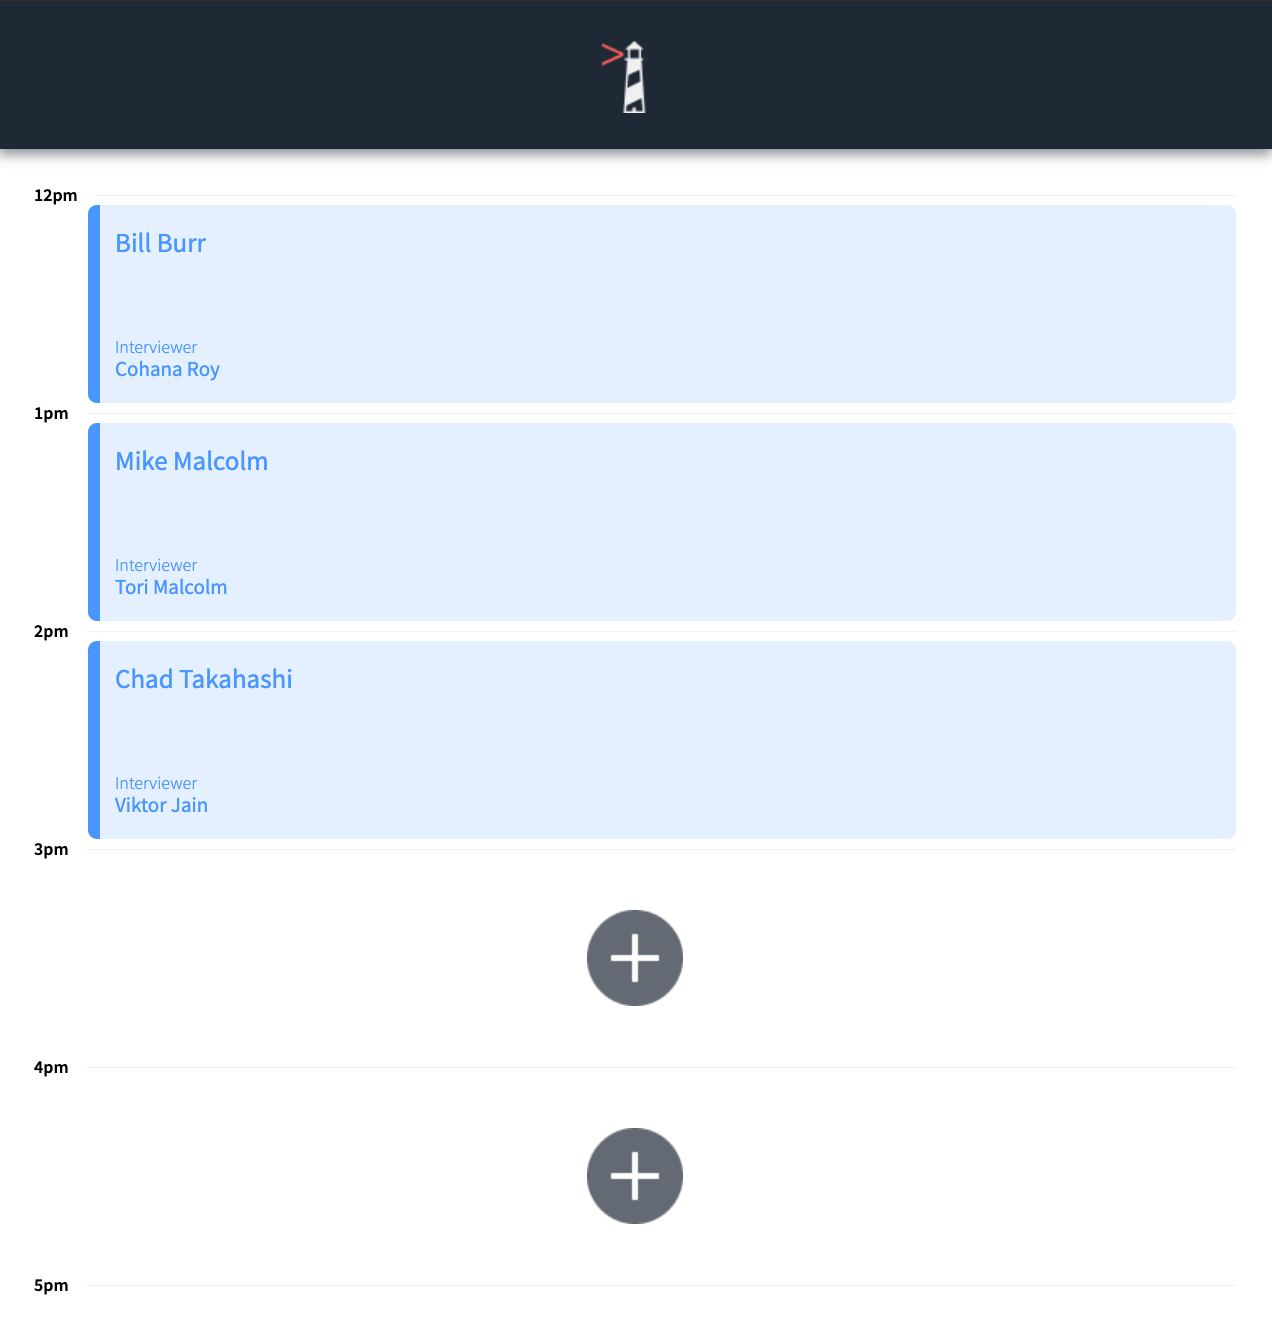 12pm
Bill Burr
Interviewer
Cohana Roy
1pm
Mike Malcolm
Interviewer
Tori Malcolm
2pm
Chad Takahashi
Interviewer
Viktor Jain
3pm
4pm
5pm